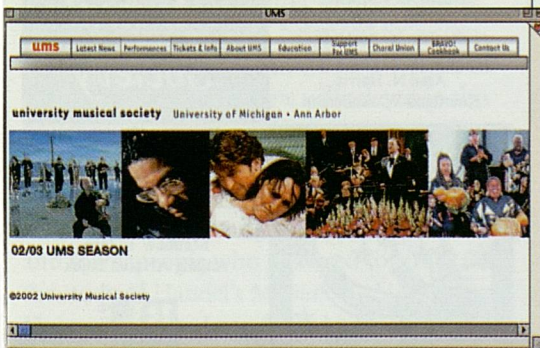 UMS
ums Latest News Performances Tickets & Info About UMS Education Support For UMS Choral Union BRAVO! Cookbook Contact Us
university musical society University of Michigan • Ann Arbor
02/03 UMS SEASON
©2002 University Musical Society